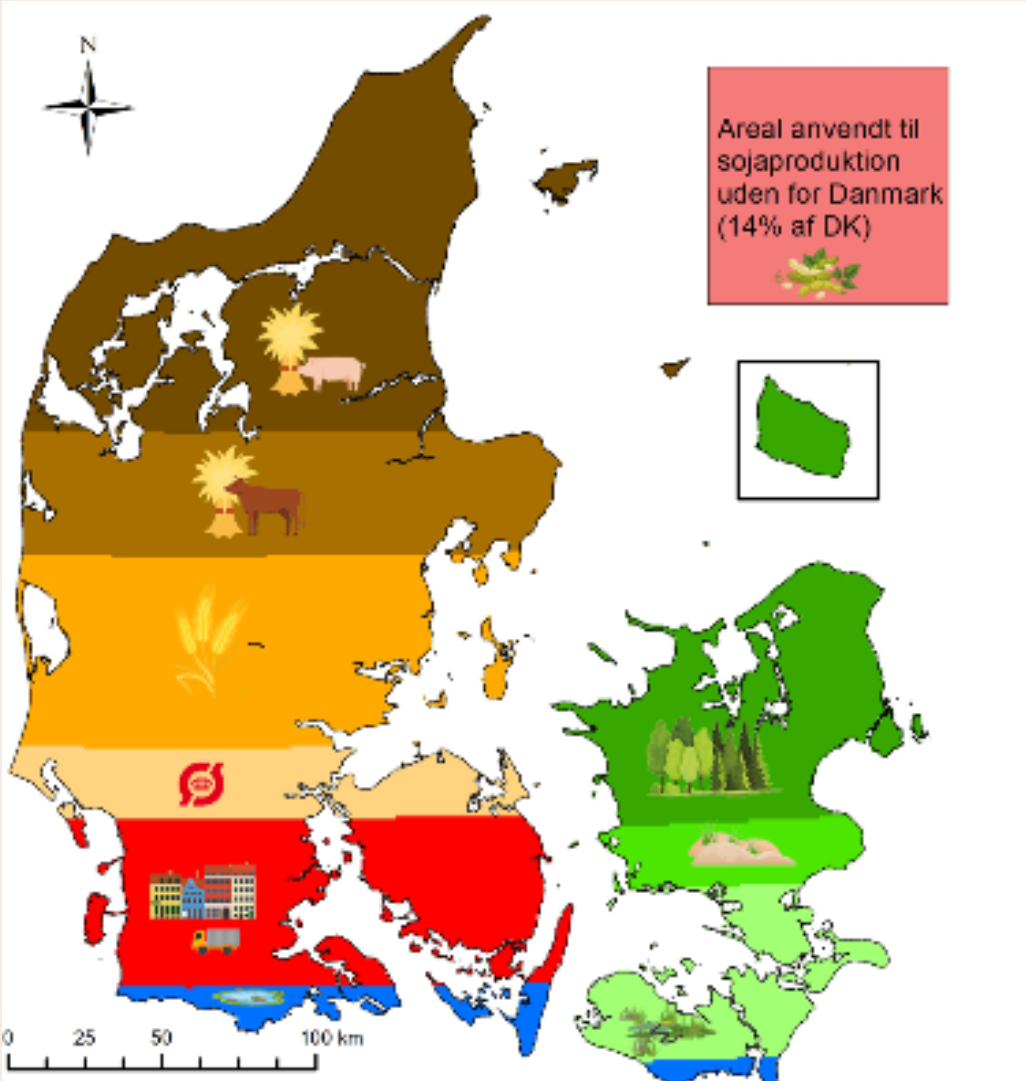 N
Areal anvendt til
sojaproduktion
uden for Danmark
(14% af DK)
0 25 50 100 km